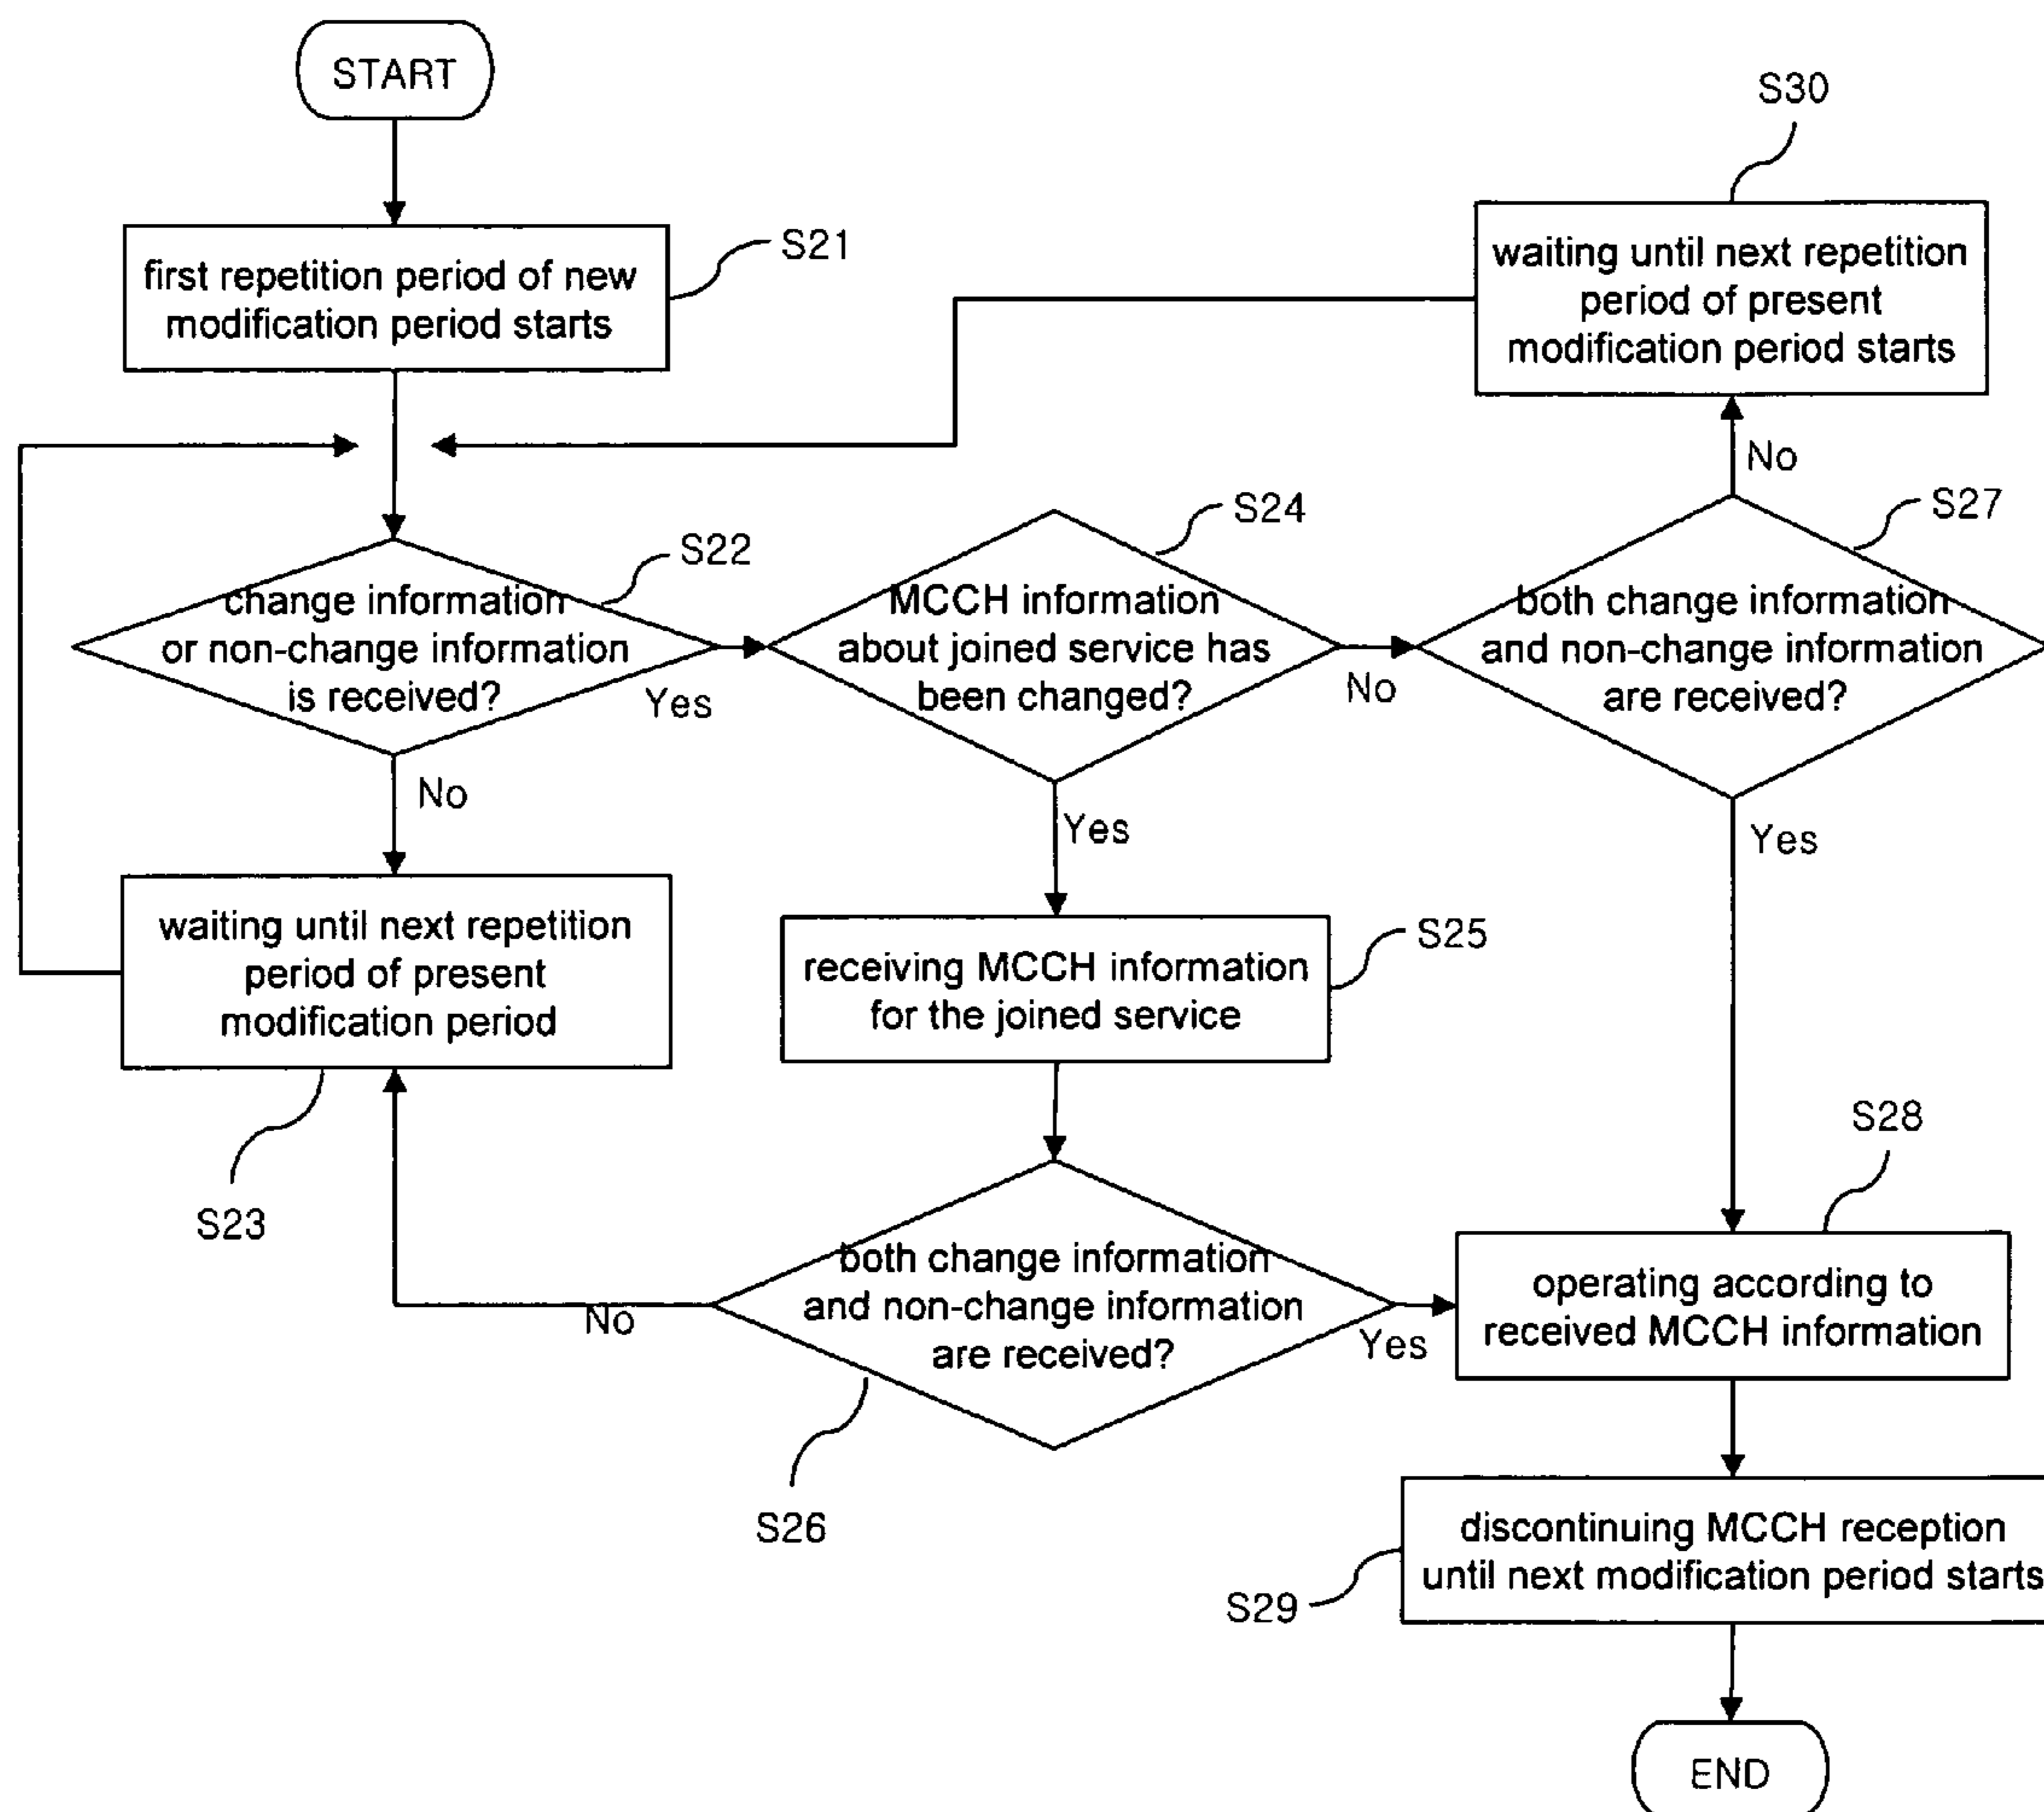 START
S30
first repetition period of new
modification period starts
S21
waiting until next repetition
period of present
modification period starts
No
S22
S24
S27
change information
or non-change information
is received?
Yes
MCCH information
about joined service has
been changed?
No
both change information
and non-change information
are received?
No
Yes
Yes
waiting until next repetition
period of present
modification period
S23
receiving MCCH information
for the joined service
S25
S28
both change information
and non-change information
are received?
No
Yes
S26
operating according to
received MCCH information
discontinuing MCCH reception
until next modification period starts
S29
END